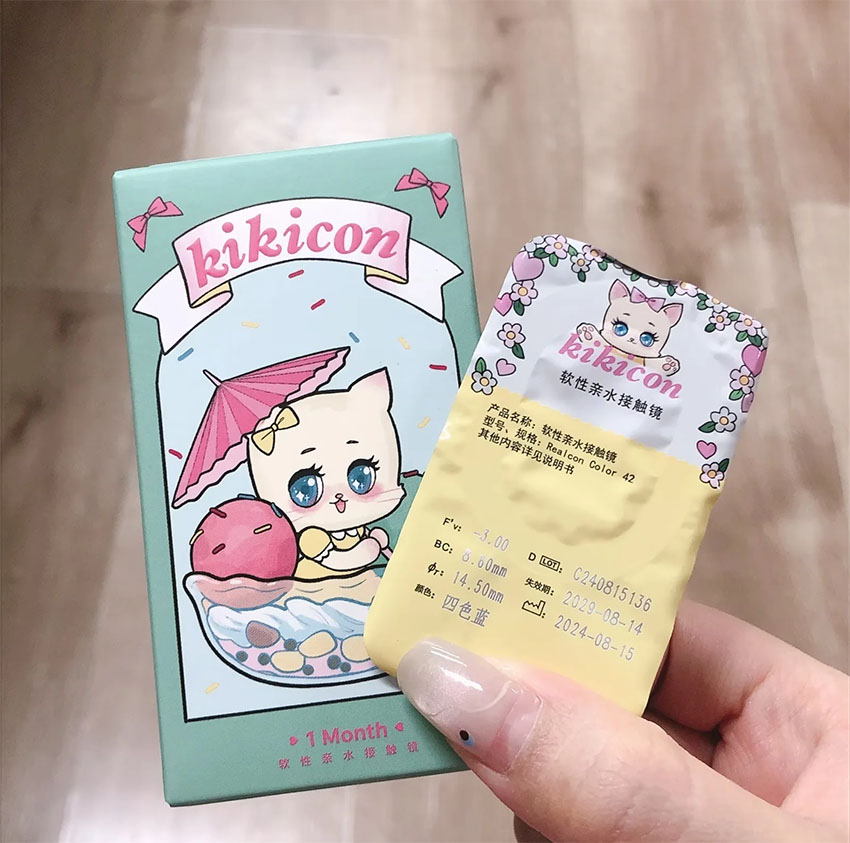 kikicon
1 Month
软性亲水接触镜
kikicon
软性亲水接触镜
产品名称：软性亲水接触镜
型号、规格：Realcon Color 42
其他内容详见说明书
F'v: -3.00
BC: 8.60mm
φT: 14.50mm
颜色: 四色蓝
D LOT: C240815136
失效期: 2029-08-14
2024-08-15